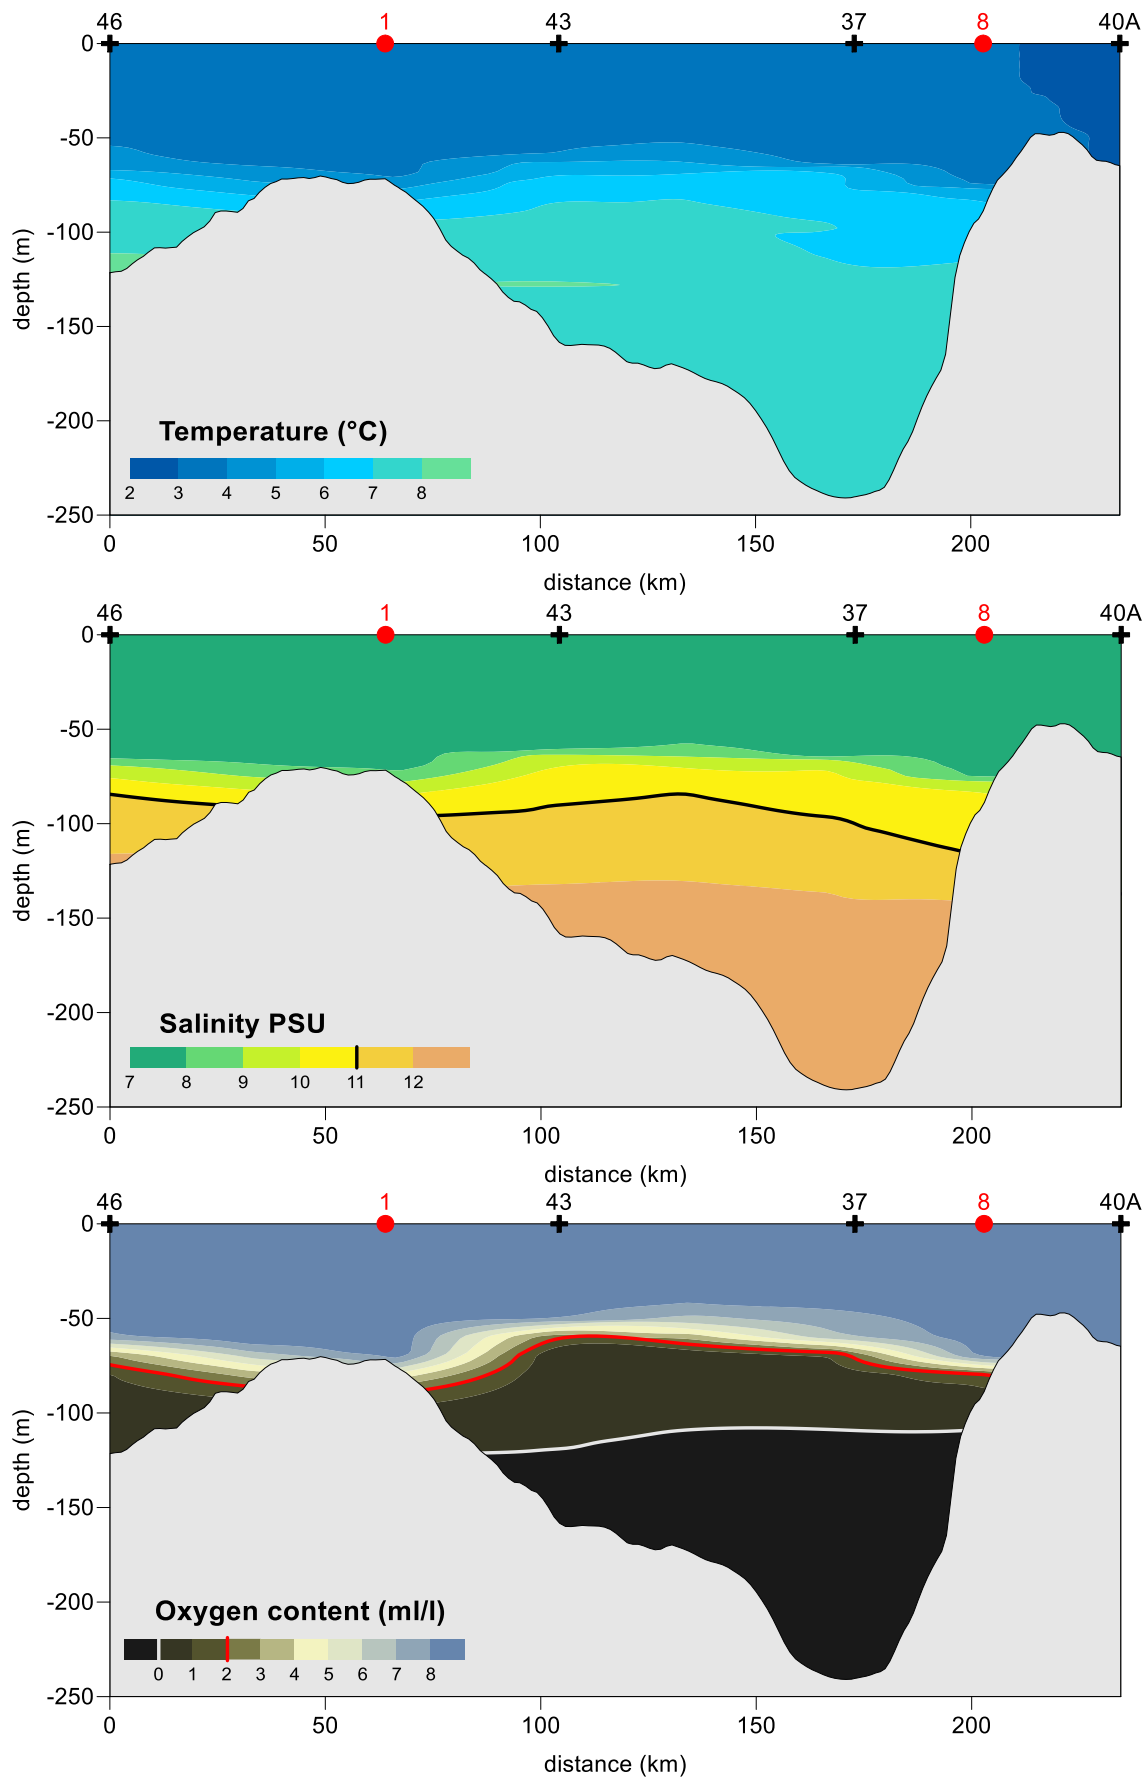 46 1 43 37 8 40A
0
-50
-100
depth (m)
-150
-200
Temperature (°C)
2 3 4 5 6 7 8
-250
0 50 100 150 200
distance (km)
46 1 43 37 8 40A
0
-50
-100
depth (m)
-150
-200
Salinity PSU
7 8 9 10 11 12
-250
0 50 100 150 200
distance (km)
46 1 43 37 8 40A
0
-50
-100
depth (m)
-150
-200
Oxygen content (ml/l)
0 1 2 3 4 5 6 7 8
-250
0 50 100 150 200
distance (km)